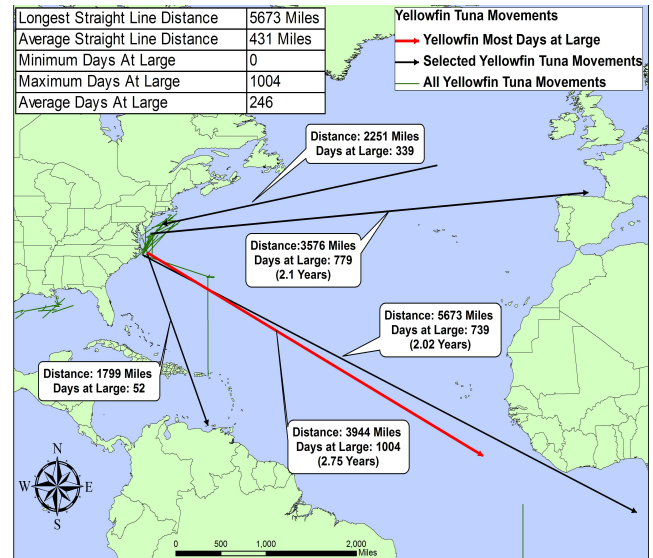 Longest Straight Line Distance 5673 Miles
Average Straight Line Distance 431 Miles
Minimum Days At Large 0
Maximum Days At Large 1004
Average Days At Large 246
Yellowfin Tuna Movements
Yellowfin Most Days at Large
Selected Yellowfin Tuna Movements
All Yellowfin Tuna Movements
Distance: 2251 Miles
Days at Large: 339
Distance:3576 Miles
Days at Large: 779
(2.1 Years)
Distance: 5673 Miles
Days at Large: 739
(2.02 Years)
Distance: 1799 Miles
Days at Large: 52
Distance: 3944 Miles
Days at Large: 1004
(2.75 Years)
N
W E
S
0 500 1,000 2,000
Miles